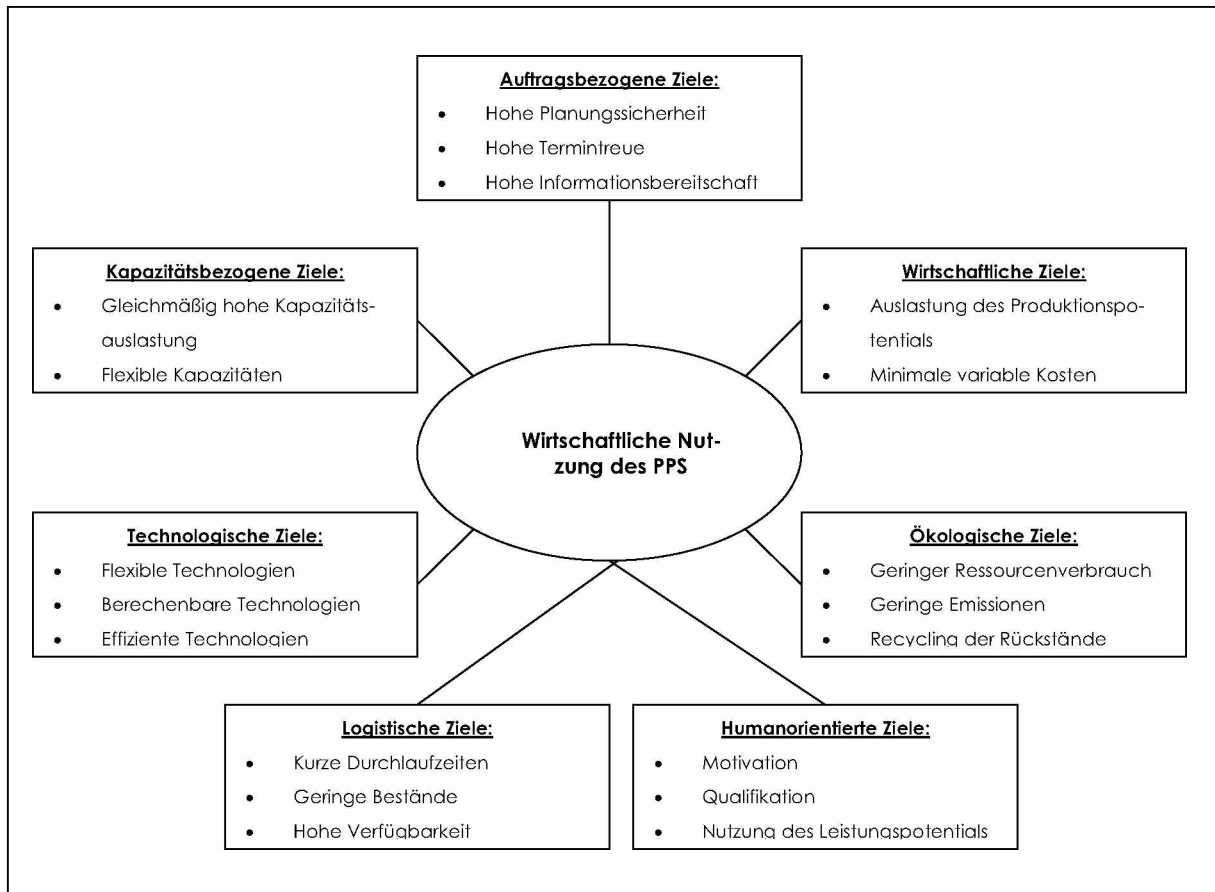 Auftragsbezogene Ziele:
• Hohe Planungssicherheit
• Hohe Termintreue
• Hohe Informationsbereitschaft
Kapazitätsbezogene Ziele:
• Gleichmäßig hohe Kapazitäts-
auslastung
• Flexible Kapazitäten
Wirtschaftliche Ziele:
• Auslastung des Produktionspo-
tentials
• Minimale variable Kosten
Wirtschaftliche Nut-
zung des PPS
Technologische Ziele:
• Flexible Technologien
• Berechenbare Technologien
• Effiziente Technologien
Ökologische Ziele:
• Geringer Ressourcenverbrauch
• Geringe Emissionen
• Recycling der Rückstände
Logistische Ziele:
• Kurze Durchlaufzeiten
• Geringe Bestände
• Hohe Verfügbarkeit
Humanorientierte Ziele:
• Motivation
• Qualifikation
• Nutzung des Leistungspotentials